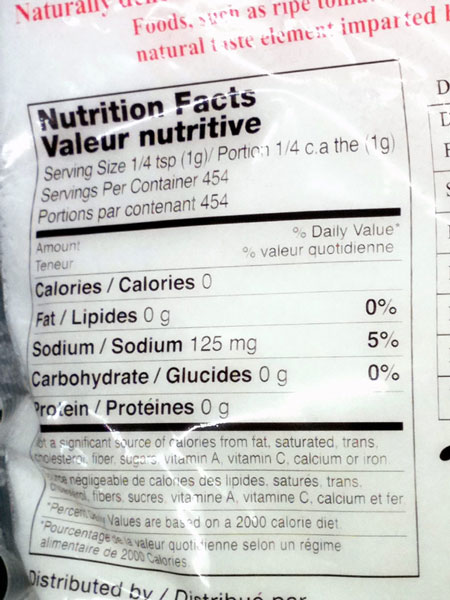 Naturally
Foods, such as ripe
natural taste element imparted
Nutrition Facts
Valeur nutritive
Serving Size 1/4 tsp (1g)/ Portion 1/4 c.a the (1g)
Servings Per Container 454
Portions par contenant 454
Amount % Daily Value*
Teneur % valeur quotidienne
Calories / Calories 0
Fat / Lipides 0 g 0%
Sodium / Sodium 125 mg 5%
Carbohydrate / Glucides 0 g 0%
Protein / Protéines 0 g
a significant source of calories from fat, saturated, trans,
cholesterol, fiber, sugars, vitamin A, vitamin C, calcium or iron
négligeable de calories des lipides, saturés, trans,
fibers, sucres, vitamine A, vitamine C, calcium et fer
*Percent Daily Values are based on a 2000 calorie diet
*Pourcentage de la valeur quotidienne selon un régime
alimentaire de 2000 Calories
Distributed by / Distribué par